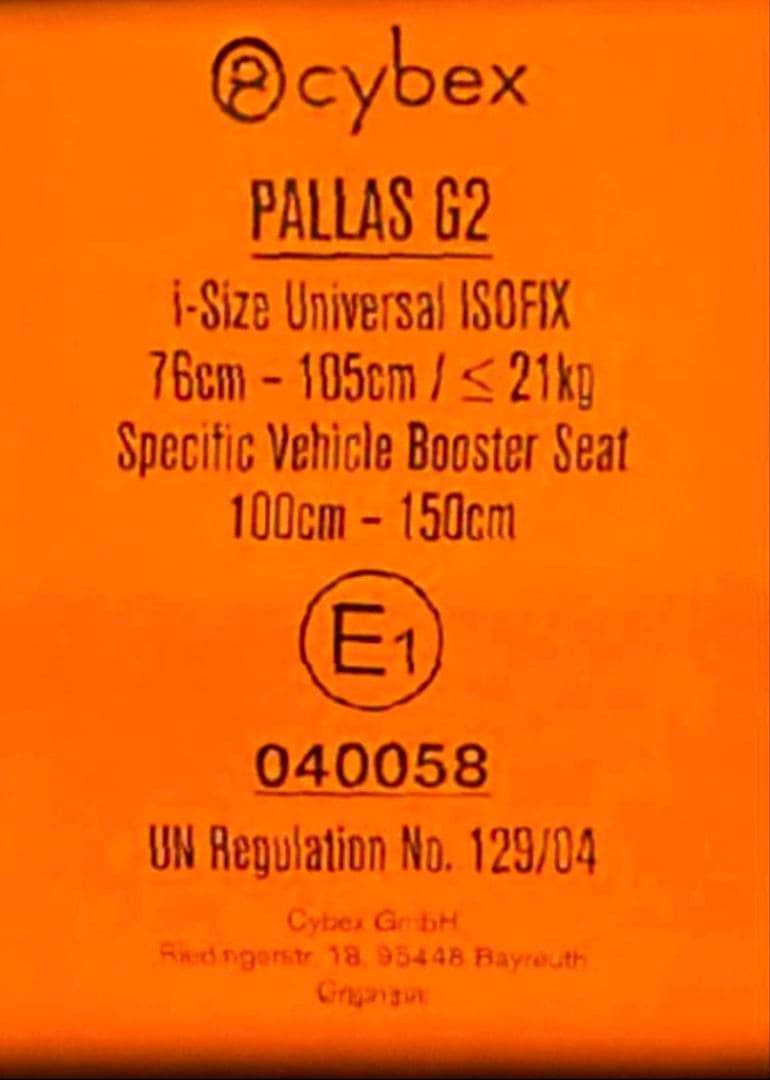 cybex
PALLAS G2
i-Size Universal ISOFIX
76cm - 105cm / ≤ 21kg
Specific Vehicle Booster Seat
100cm - 150cm
E1
040058
UN Regulation No. 129/04
Cybex GmbH
Riedingerstr. 18, 95448 Bayreuth